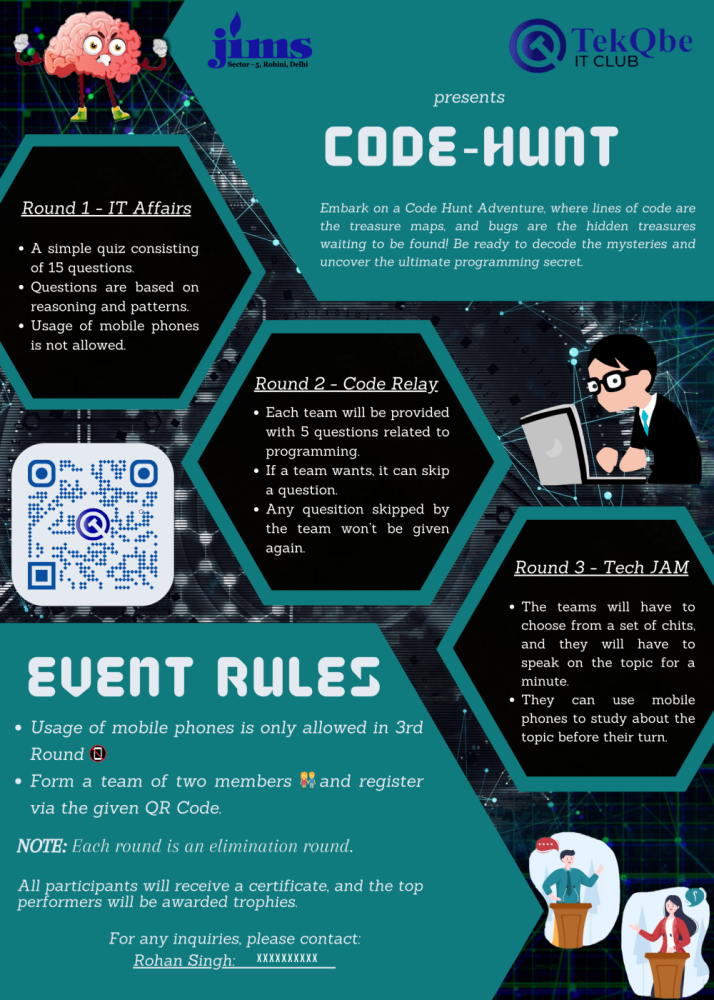 jims
Sector - 5, Rohini, Delhi
TekQbe
IT CLUB
presents
CODE-HUNT
Embark on a Code Hunt Adventure, where lines of code are
the treasure maps, and bugs are the hidden treasures
waiting to be found! Be ready to decode the mysteries and
uncover the ultimate programming secret.
Round 1 - IT Affairs
• A simple quiz consisting
of 15 questions.
• Questions are based on
reasoning and patterns.
• Usage of mobile phones
is not allowed.
Round 2 - Code Relay
• Each team will be provided
with 5 questions related to
programming.
• If a team wants, it can skip
a question.
• Any quesition skipped by
the team won't be given
again.
Round 3 - Tech JAM
• The teams will have to
choose from a set of chits,
and they will have to
speak on the topic for a
minute.
• They can use mobile
phones to study about the
topic before their turn.
EVENT RULES
• Usage of mobile phones is only allowed in 3rd
Round
• Form a team of two members and register
via the given QR Code.
NOTE: Each round is an elimination round.
All participants will receive a certificate, and the top
performers will be awarded trophies.
For any inquiries, please contact:
Rohan Singh: XXXXXXXXXX